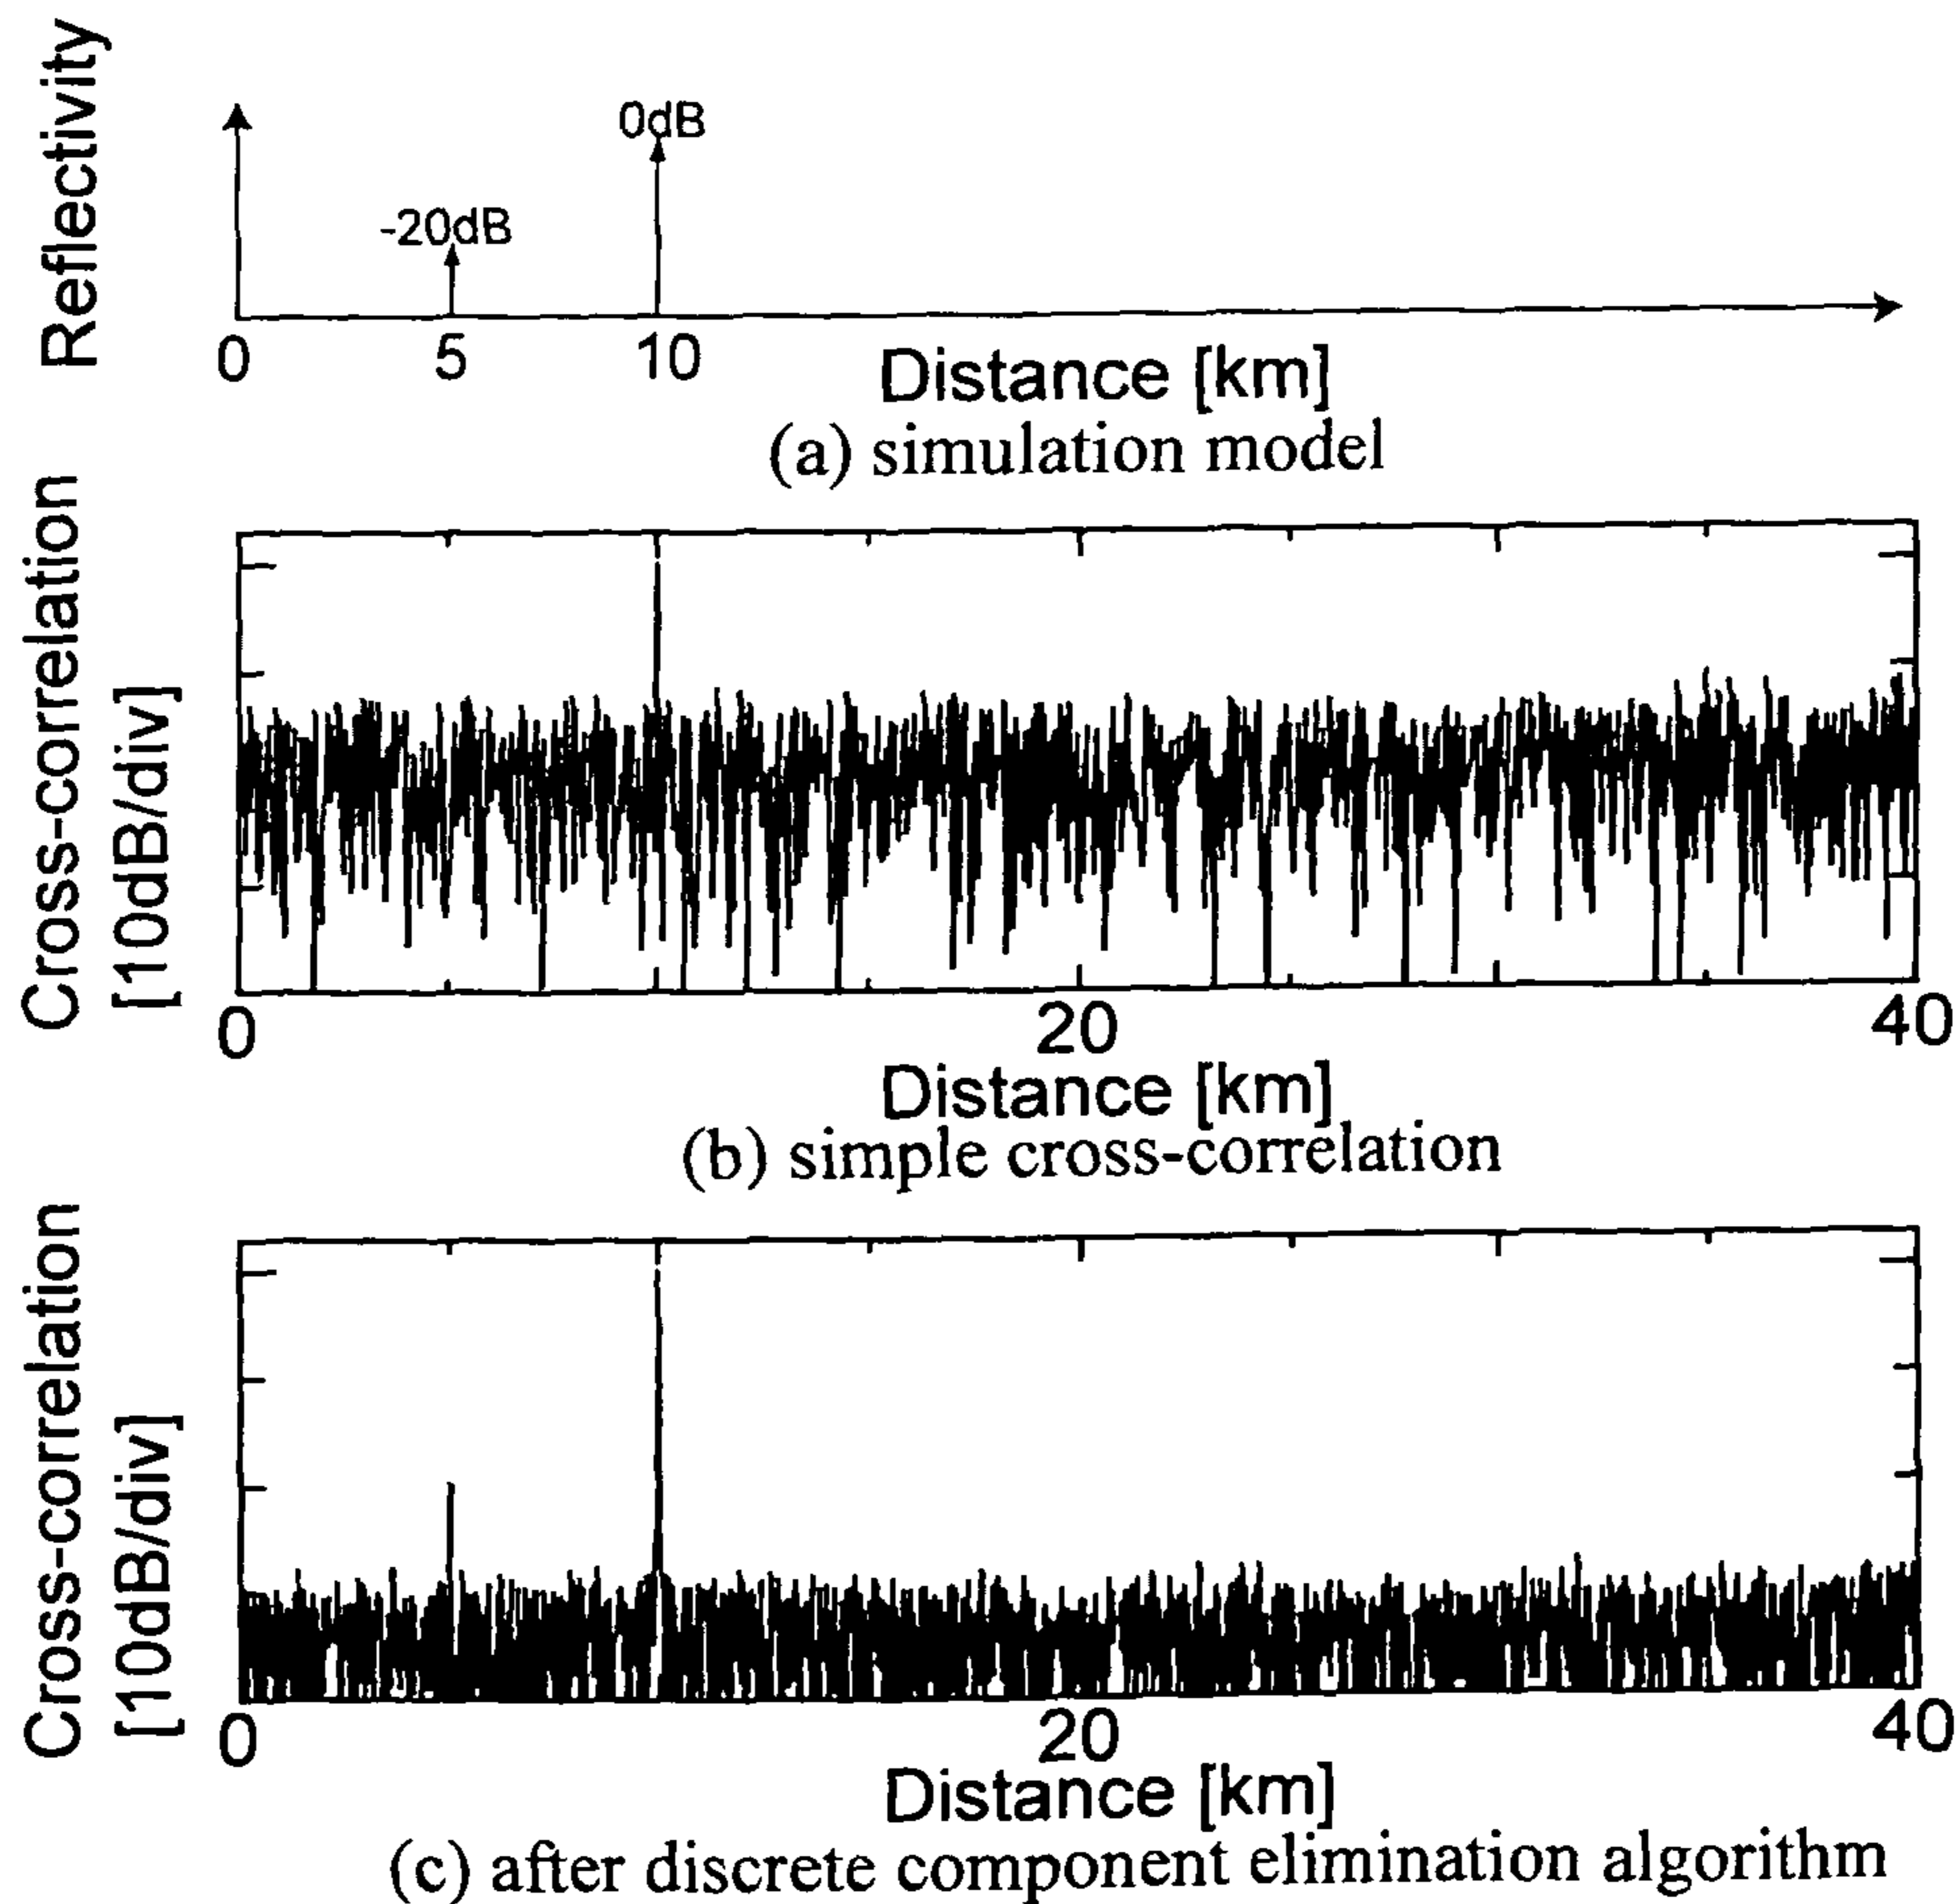 Reflectivity
0dB
-20dB
0 5 10
Distance [km]
(a) simulation model
Cross-correlation
[10dB/div]
0 20 40
Distance [km]
(b) simple cross-correlation
Cross-correlation
[10dB/div]
0 20 40
Distance [km]
(c) after discrete component elimination algorithm